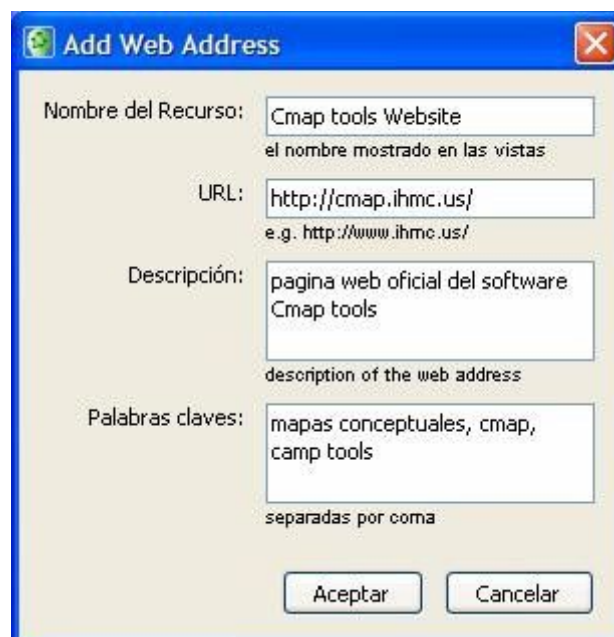 Add Web Address
Nombre del Recurso: Cmap tools Website
el nombre mostrado en las vistas
URL: http://cmap.ihmc.us/
e.g. http://www.ihmc.us/
Descripción: pagina web oficial del software
Cmap tools
description of the web address
Palabras claves: mapas conceptuales, cmap,
camp tools
separadas por coma
Aceptar Cancelar